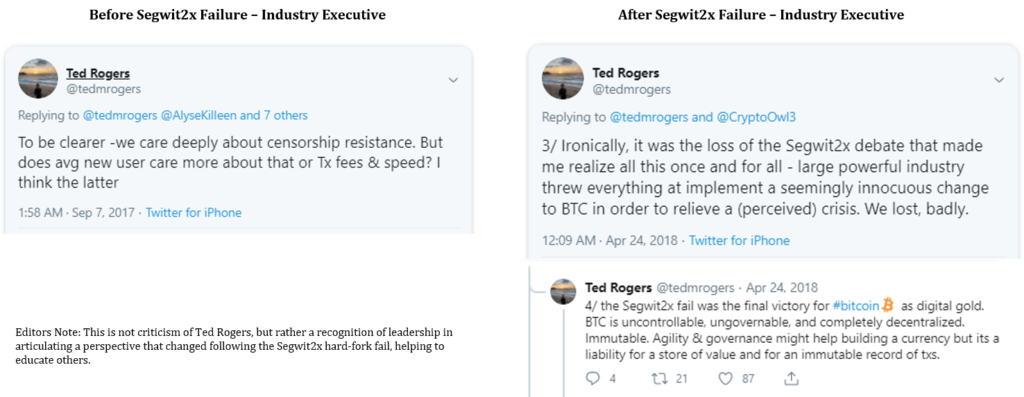 Before Segwit2x Failure – Industry Executive
Ted Rogers
@tedmrogers
Replying to @tedmrogers @AlyseKilleen and 7 others
To be clearer -we care deeply about censorship resistance. But
does avg new user care more about that or Tx fees & speed? I
think the latter
1:58 AM · Sep 7, 2017 · Twitter for iPhone
Editors Note: This is not criticism of Ted Rogers, but rather a recognition of leadership in
articulating a perspective that changed following the Segwit2x hard-fork fail, helping to
educate others.
After Segwit2x Failure – Industry Executive
Ted Rogers
@tedmrogers
Replying to @tedmrogers and @CryptoOwl3
3/ Ironically, it was the loss of the Segwit2x debate that made
me realize all this once and for all - large powerful industry
threw everything at implement a seemingly innocuous change
to BTC in order to relieve a (perceived) crisis. We lost, badly.
12:09 AM · Apr 24, 2018 · Twitter for iPhone
Ted Rogers @tedmrogers · Apr 24, 2018
4/ the Segwit2x fail was the final victory for #bitcoin as digital gold.
BTC is uncontrollable, ungovernable, and completely decentralized.
Immutable. Agility & governance might help building a currency but its a
liability for a store of value and for an immutable record of txs.
4 21 87